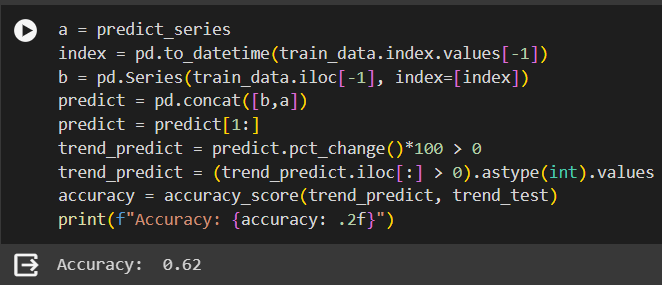 a = predict_series
index = pd.to_datetime(train_data.index.values[-1])
b = pd.Series(train_data.iloc[-1], index=[index])
predict = pd.concat([b,a])
predict = predict[1:]
trend_predict = predict.pct_change()*100 > 0
trend_predict = (trend_predict.iloc[:] > 0).astype(int).values
accuracy = accuracy_score(trend_predict, trend_test)
print(f"Accuracy: {accuracy: .2f}")
Accuracy:  0.62